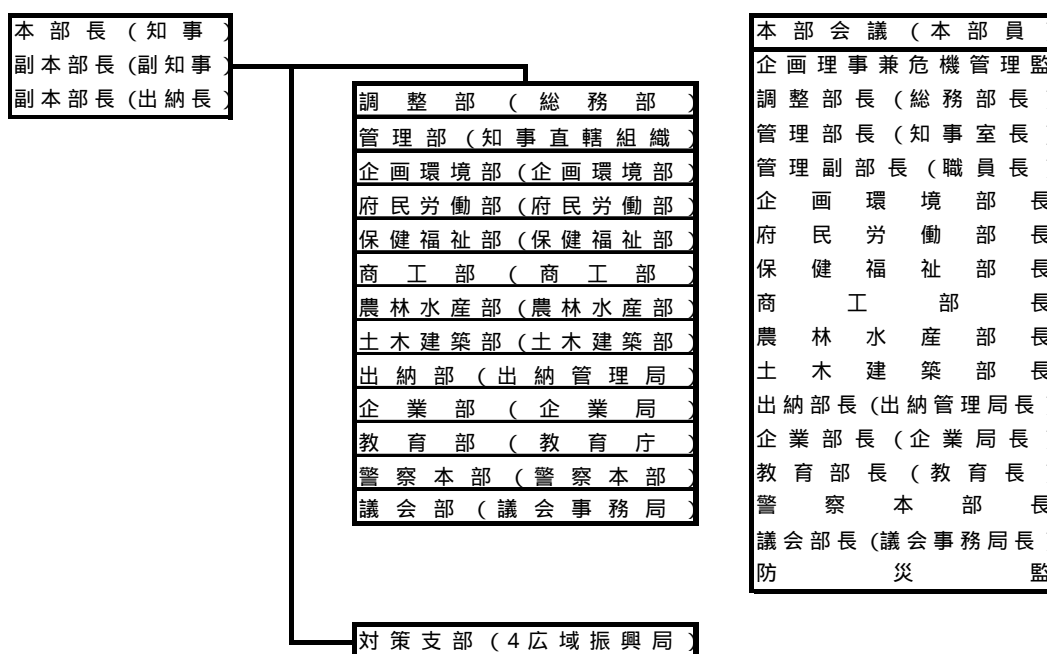 本部長(知事)
副本部長(副知事)
副本部長(出納長)
調整部(総務部)
管理部(知事直轄組織)
企画環境部(企画環境部)
府民労働部(府民労働部)
保健福祉部(保健福祉部)
商工部(商工部)
農林水産部(農林水産部)
土木建築部(土木建築部)
出納部(出納管理局)
企業部(企業局)
教育部(教育庁)
警察本部(警察本部)
議会部(議会事務局)
対策支部(4広域振興局)
本部会議(本部員
企画理事兼危機管理監
調整部長(総務部長
管理部長(知事室長
管理副部長(職員長
企画環境部長
府民労働部長
保健福祉部長
商工部長
農林水産部長
土木建築部長
出納部長(出納管理局長
企業部長(企業局長
教育部長(教育長
警察本部長
議会部長(議会事務局長
防災監